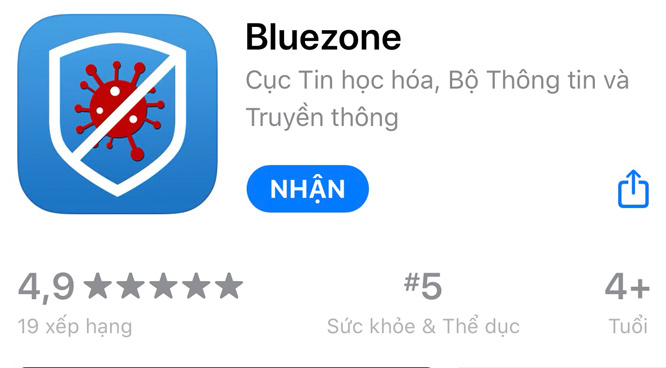 Bluezone
Cục Tin học hóa, Bộ Thông tin và
Truyền thông
NHẬN
4,9 ★★★★★
#5
4+
19 xếp hạng
Sức khỏe & Thể dục
Tuổi